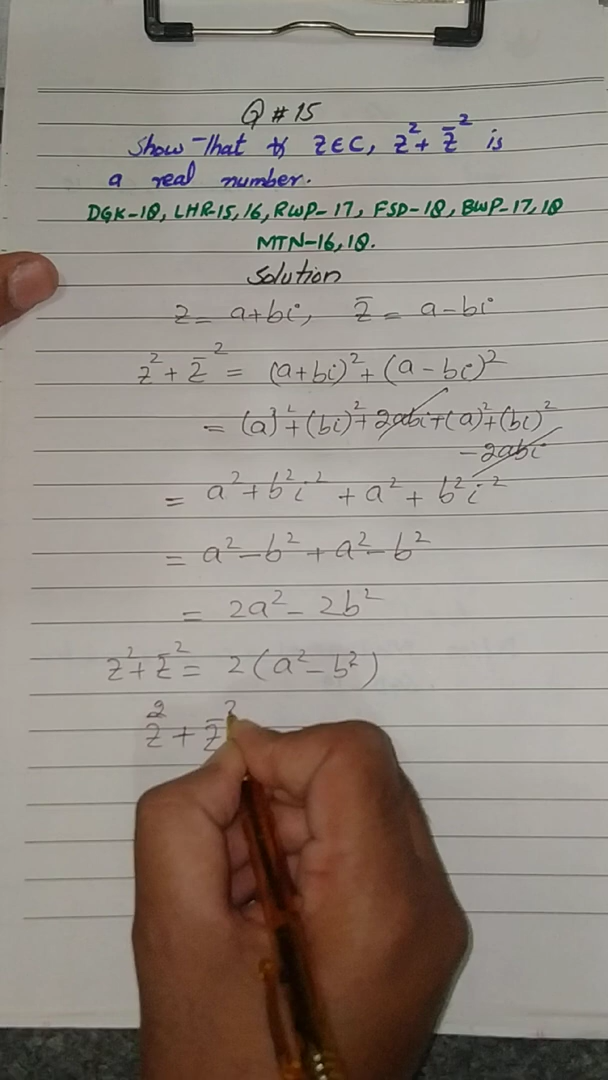 Q # 15
Show That ∀ Z∈C, z² + z̄² is
a real number.
DGK-18, LHR-15, 16, RWP-17, FSD-18, BWP-17, 18
MTN-16, 18.
Solution
z = a+bi, z̄ = a-bi
z² + z̄² = (a+bi)² + (a-bi)²
= (a)² + (bi)² + 2abi + (a)² + (bi)²
-2abi
= a² + b²i² + a² + b²i²
= a² - b² + a² - b²
= 2a² - 2b²
z² + z̄² = 2(a² - b²)
z² + z̄²